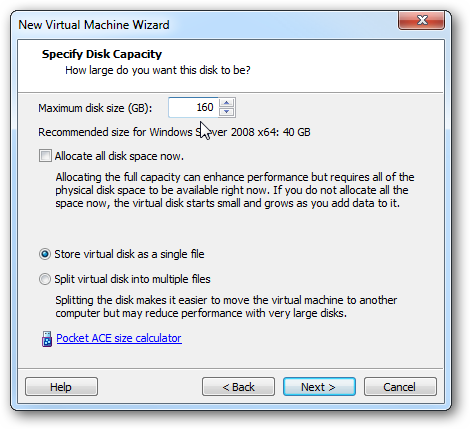 New Virtual Machine Wizard
Specify Disk Capacity
How large do you want this disk to be?
Maximum disk size (GB): 160
Recommended size for Windows Server 2008 x64: 40 GB
Allocate all disk space now.
Allocating the full capacity can enhance performance but requires all of the
physical disk space to be available right now. If you do not allocate all the
space now, the virtual disk starts small and grows as you add data to it.
Store virtual disk as a single file
Split virtual disk into multiple files
Splitting the disk makes it easier to move the virtual machine to another
computer but may reduce performance with very large disks.
Pocket ACE size calculator
Help < Back Next > Cancel